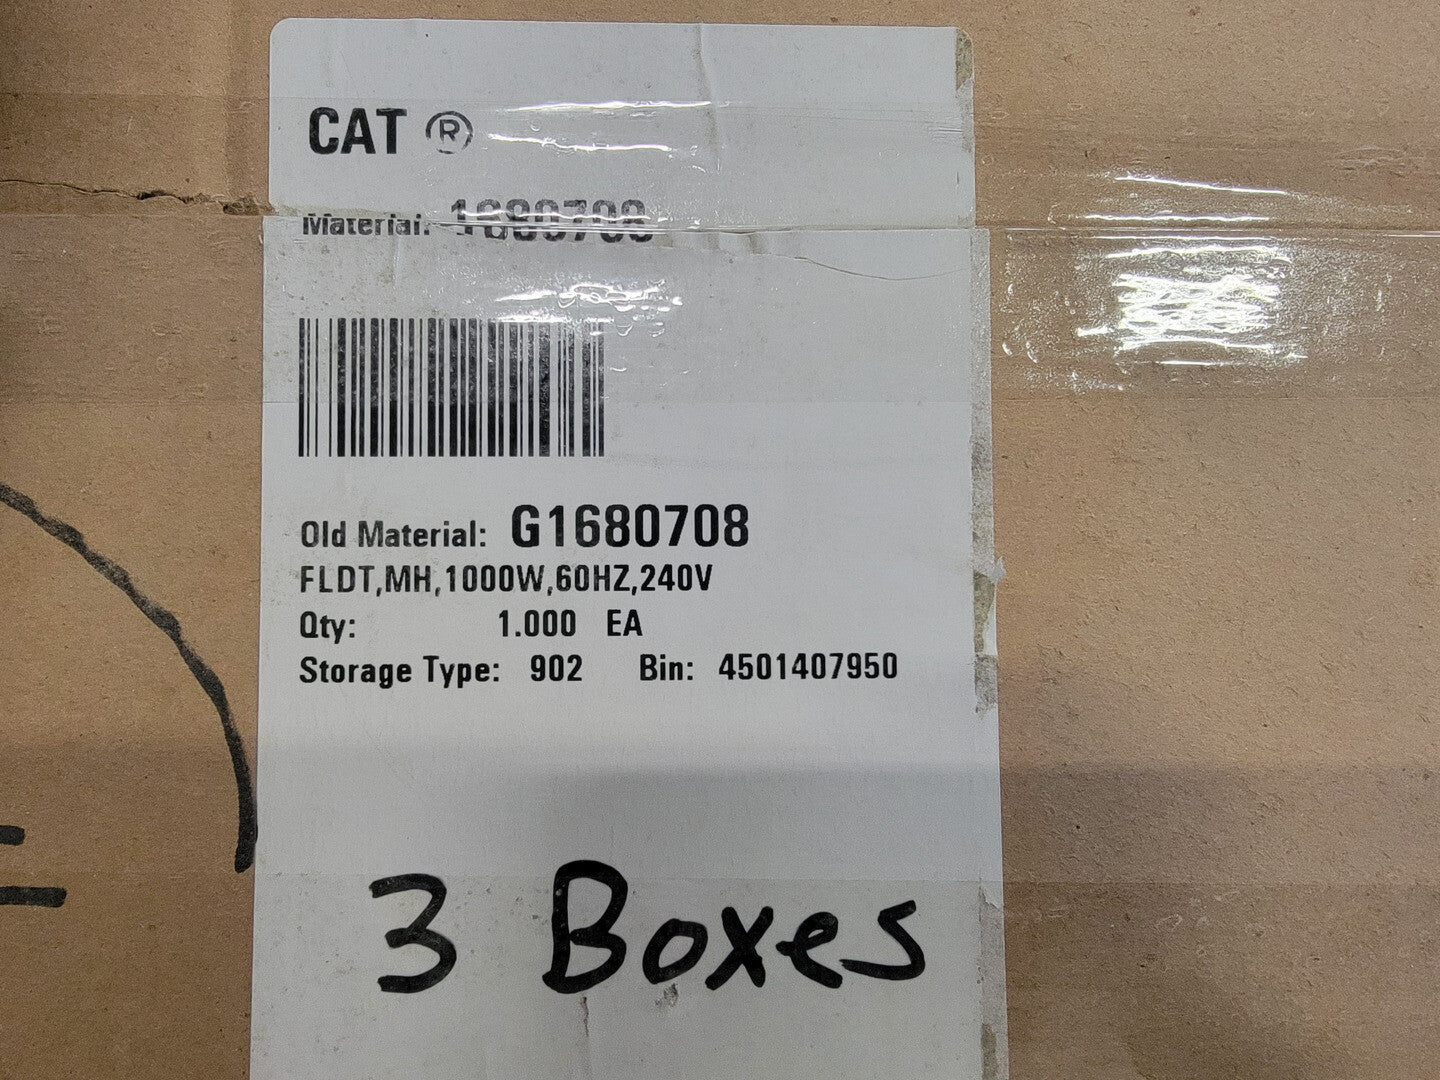 CAT ®
Material: 1680708
Old Material: G1680708
FLDT,MH,1000W,60HZ,240V
Qty: 1.000 EA
Storage Type: 902 Bin: 4501407950
3 Boxes